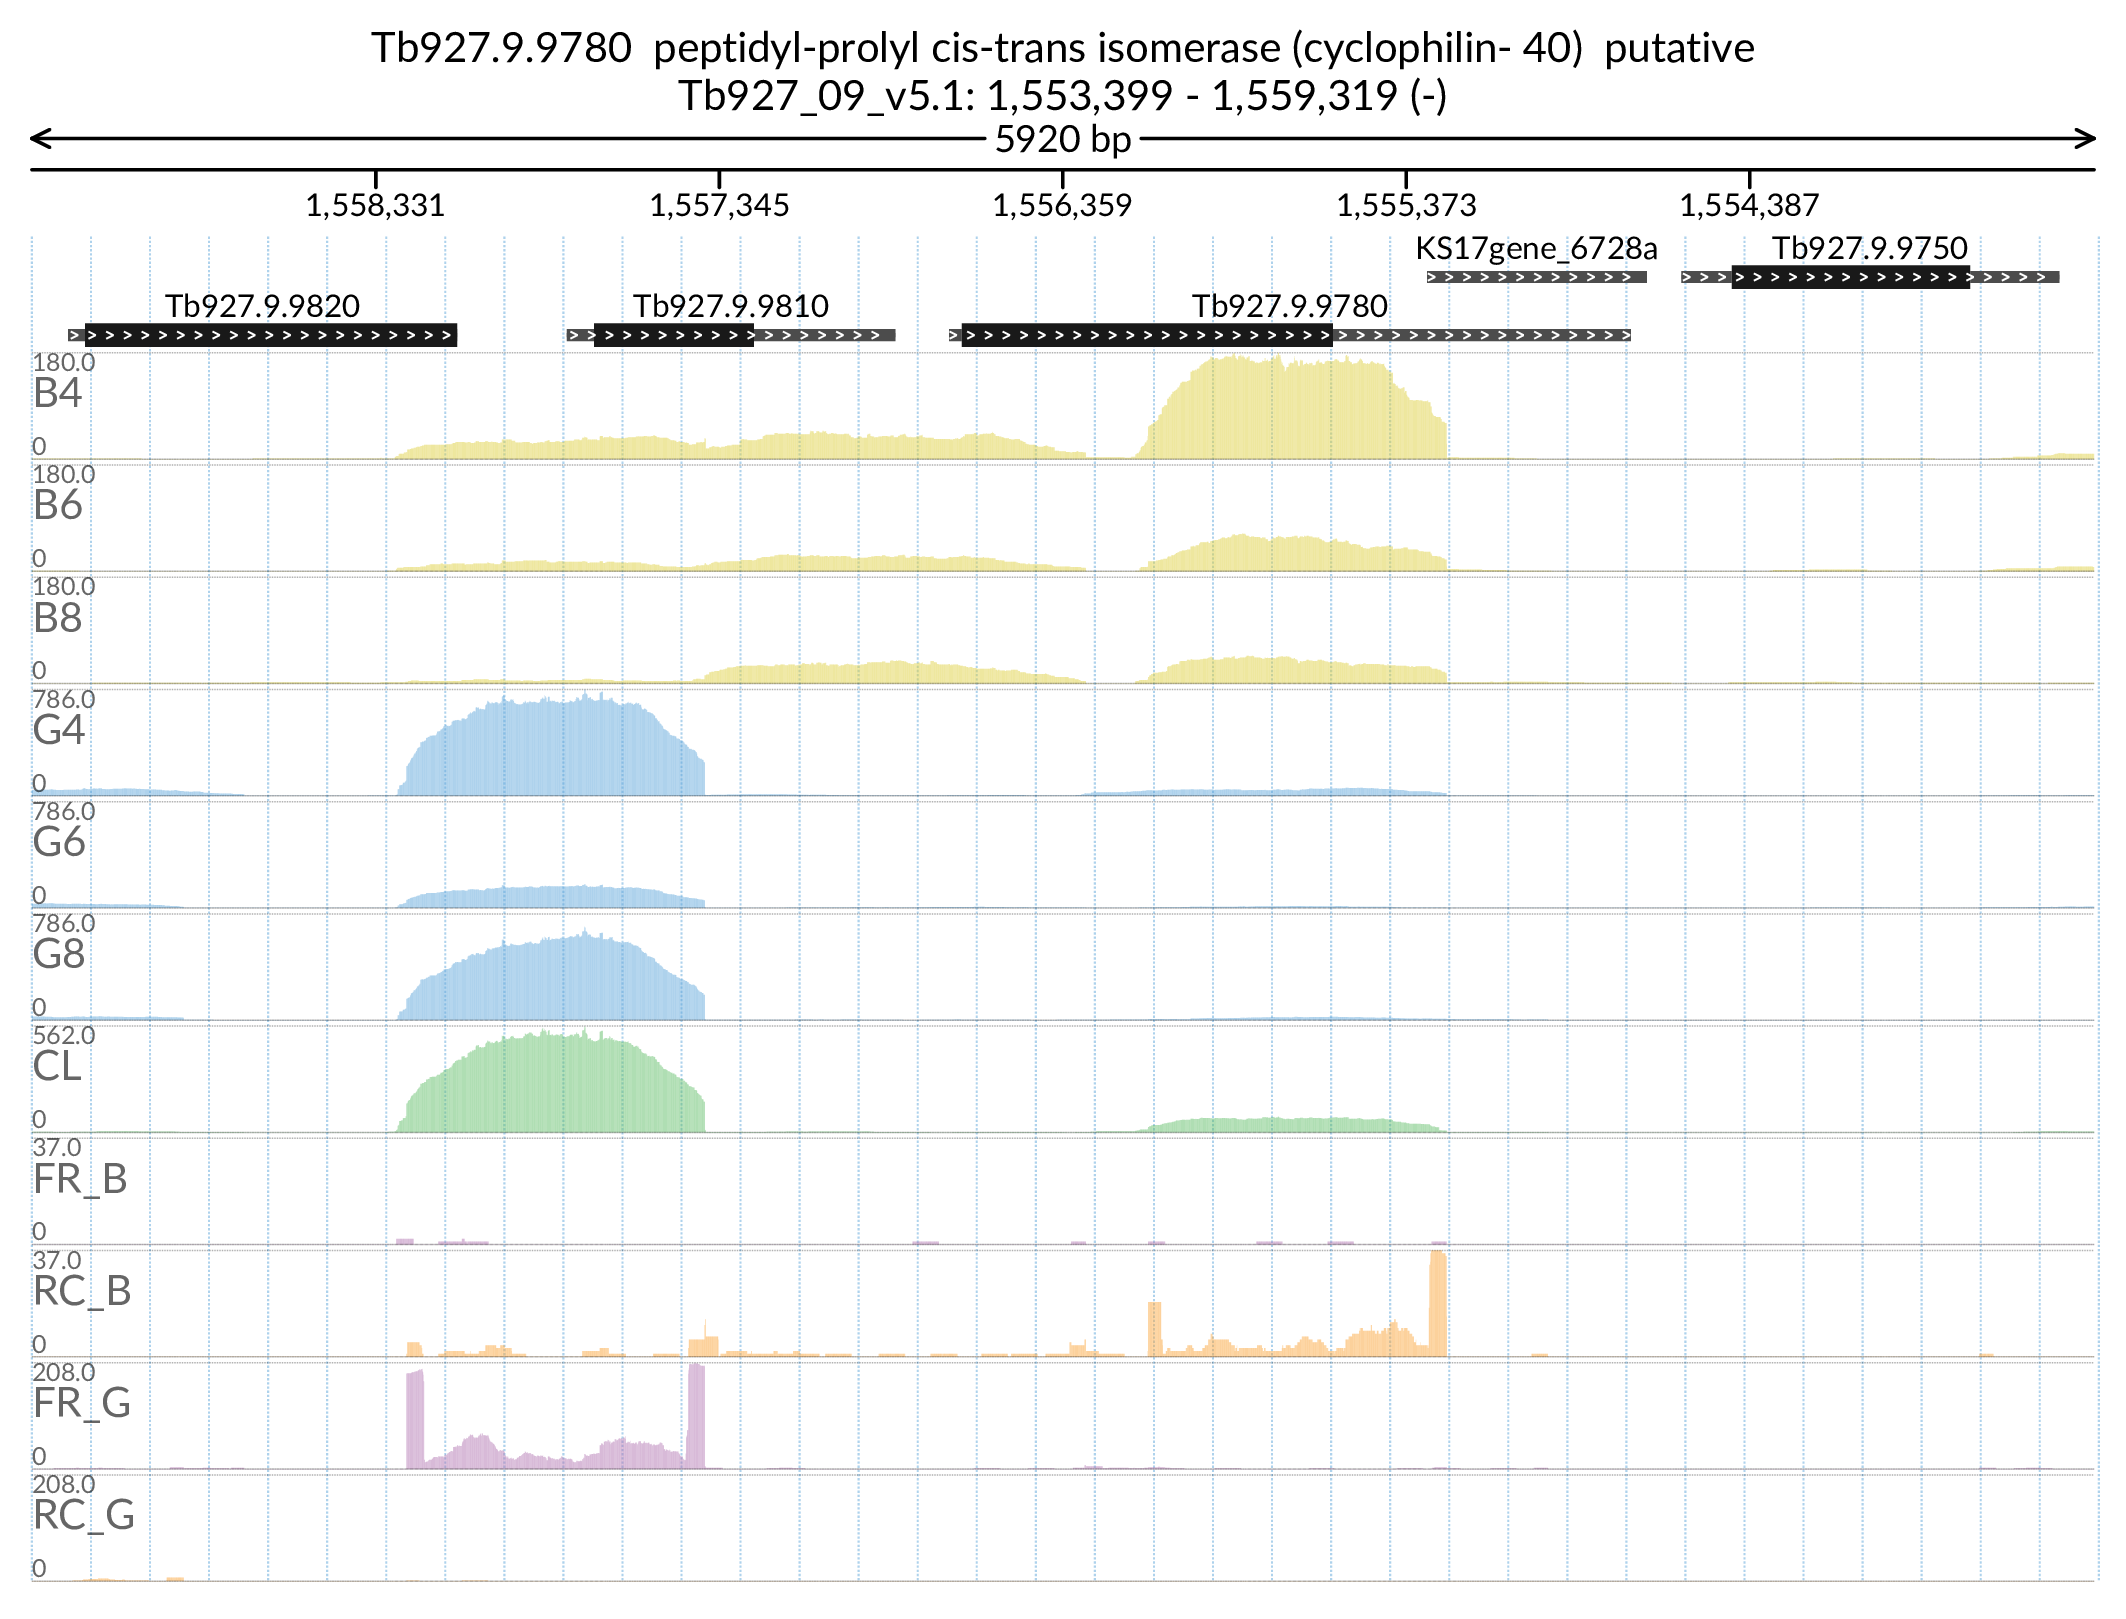 Tb927.9.9780  peptidyl-prolyl cis-trans isomerase (cyclophilin- 40)  putative
Tb927_09_v5.1: 1,553,399 - 1,559,319 (-)
5920 bp
1,558,331 1,557,345 1,556,359 1,555,373 1,554,387
KS17gene_6728a Tb927.9.9750
Tb927.9.9820 Tb927.9.9810 Tb927.9.9780
180.0
B4
0
180.0
B6
0
180.0
B8
0
786.0
G4
0
786.0
G6
0
786.0
G8
0
562.0
CL
0
37.0
FR_B
0
37.0
RC_B
0
208.0
FR_G
0
208.0
RC_G
0